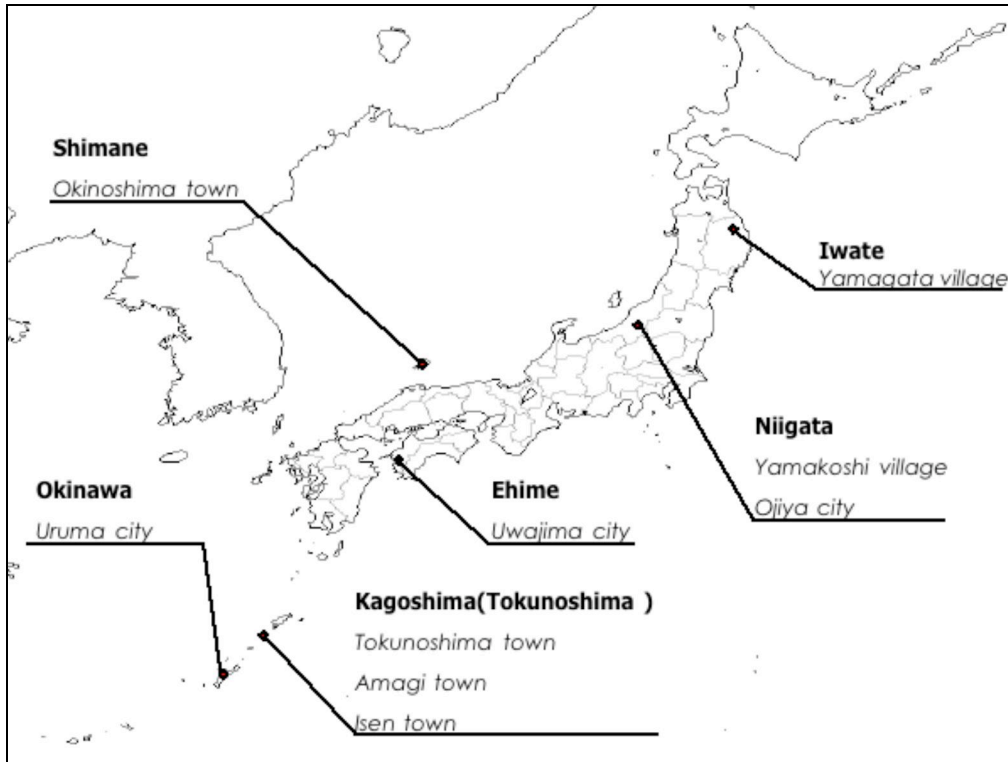 Shimane
Okinoshima town
Iwate
Yamagata village
Niigata
Yamakoshi village
Ojiya city
Okinawa
Uruma city
Ehime
Uwajima city
Kagoshima(Tokunoshima )
Tokunoshima town
Amagi town
Isen town